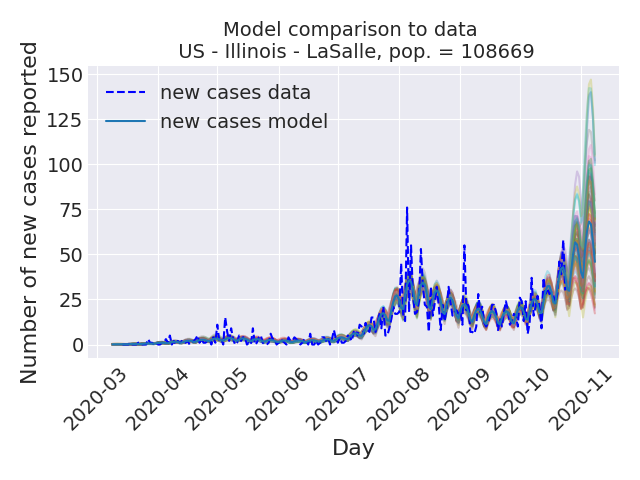 Model comparison to data
US - Illinois - LaSalle, pop. = 108669
Number of new cases reported
150
125
100
75
50
25
0
new cases data
new cases model
2020-03
2020-04
2020-05
2020-06
2020-07
2020-08
2020-09
2020-10
2020-11
Day